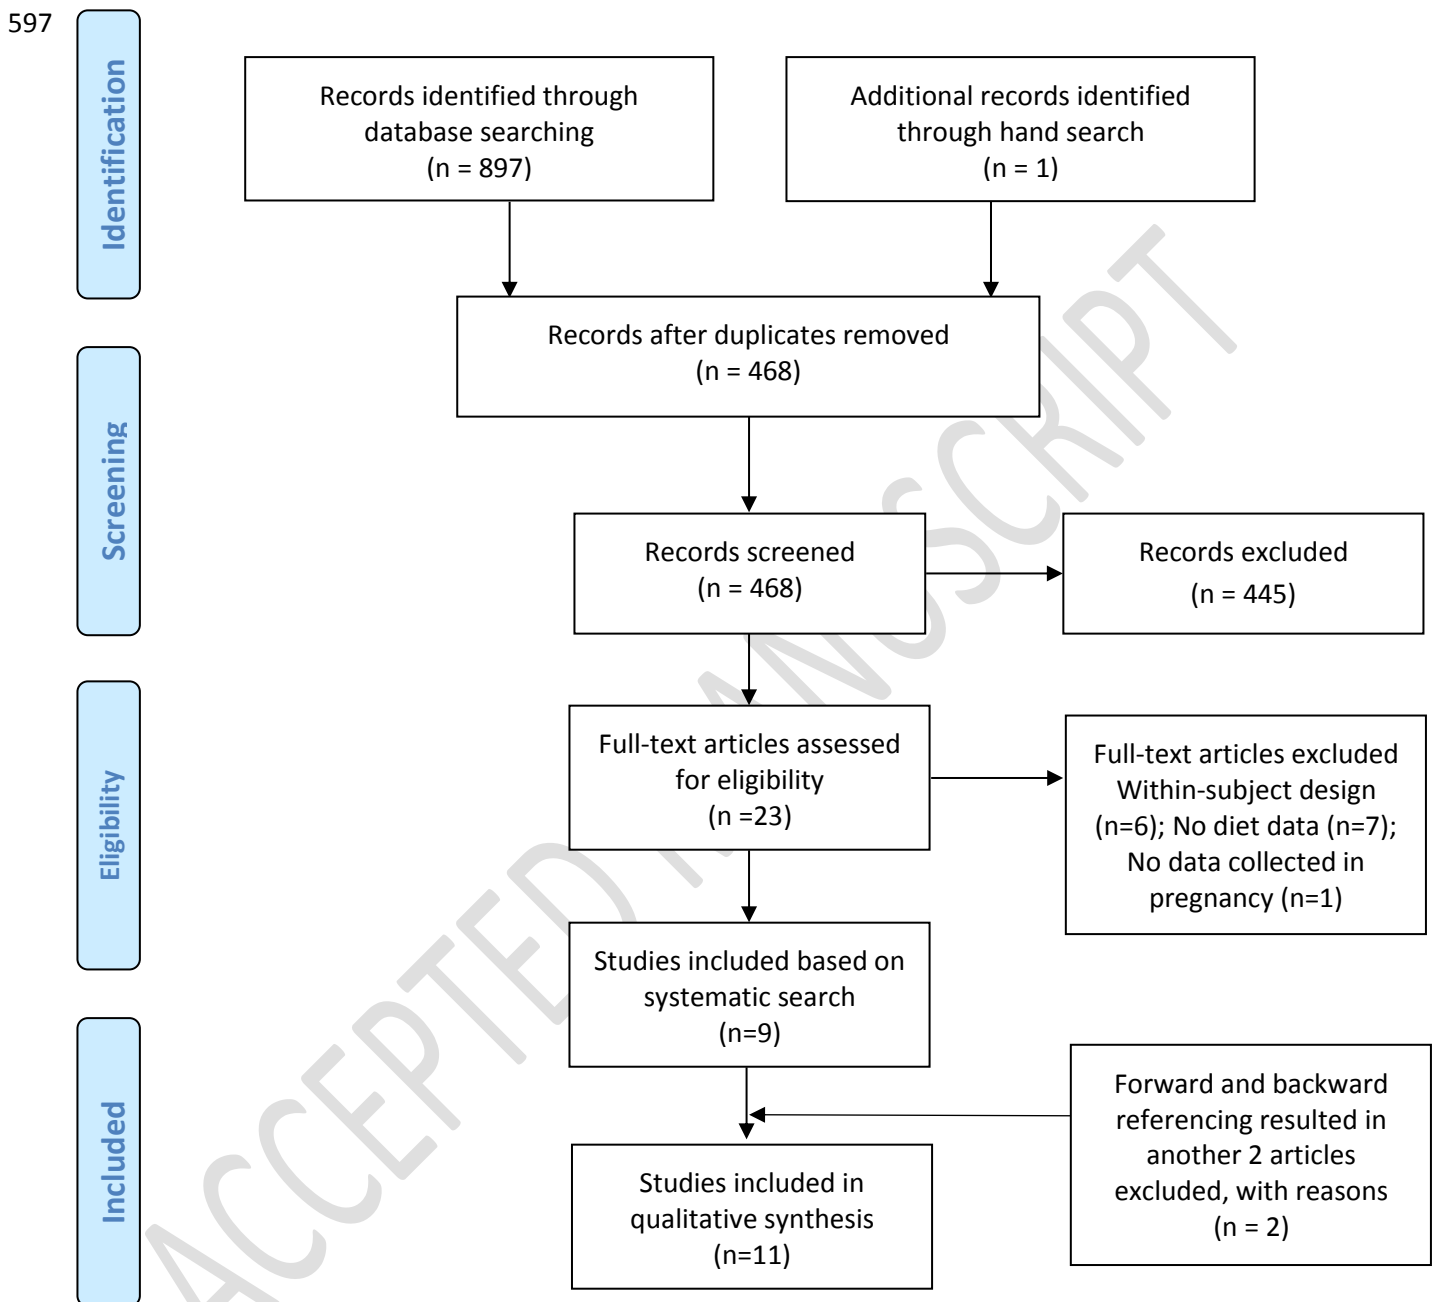 597
Identification
Records identified through
database searching
(n = 897)
Additional records identified
through hand search
(n = 1)
Records after duplicates removed
(n = 468)
Screening
Records screened
(n = 468)
Records excluded
(n = 445)
Eligibility
Full-text articles assessed
for eligibility
(n =23)
Full-text articles excluded
Within-subject design
(n=6); No diet data (n=7);
No data collected in
pregnancy (n=1)
Studies included based on
systematic search
(n=9)
Included
Forward and backward
referencing resulted in
another 2 articles
excluded, with reasons
(n = 2)
Studies included in
qualitative synthesis
(n=11)
ACCEPTED MANUSCRIPT